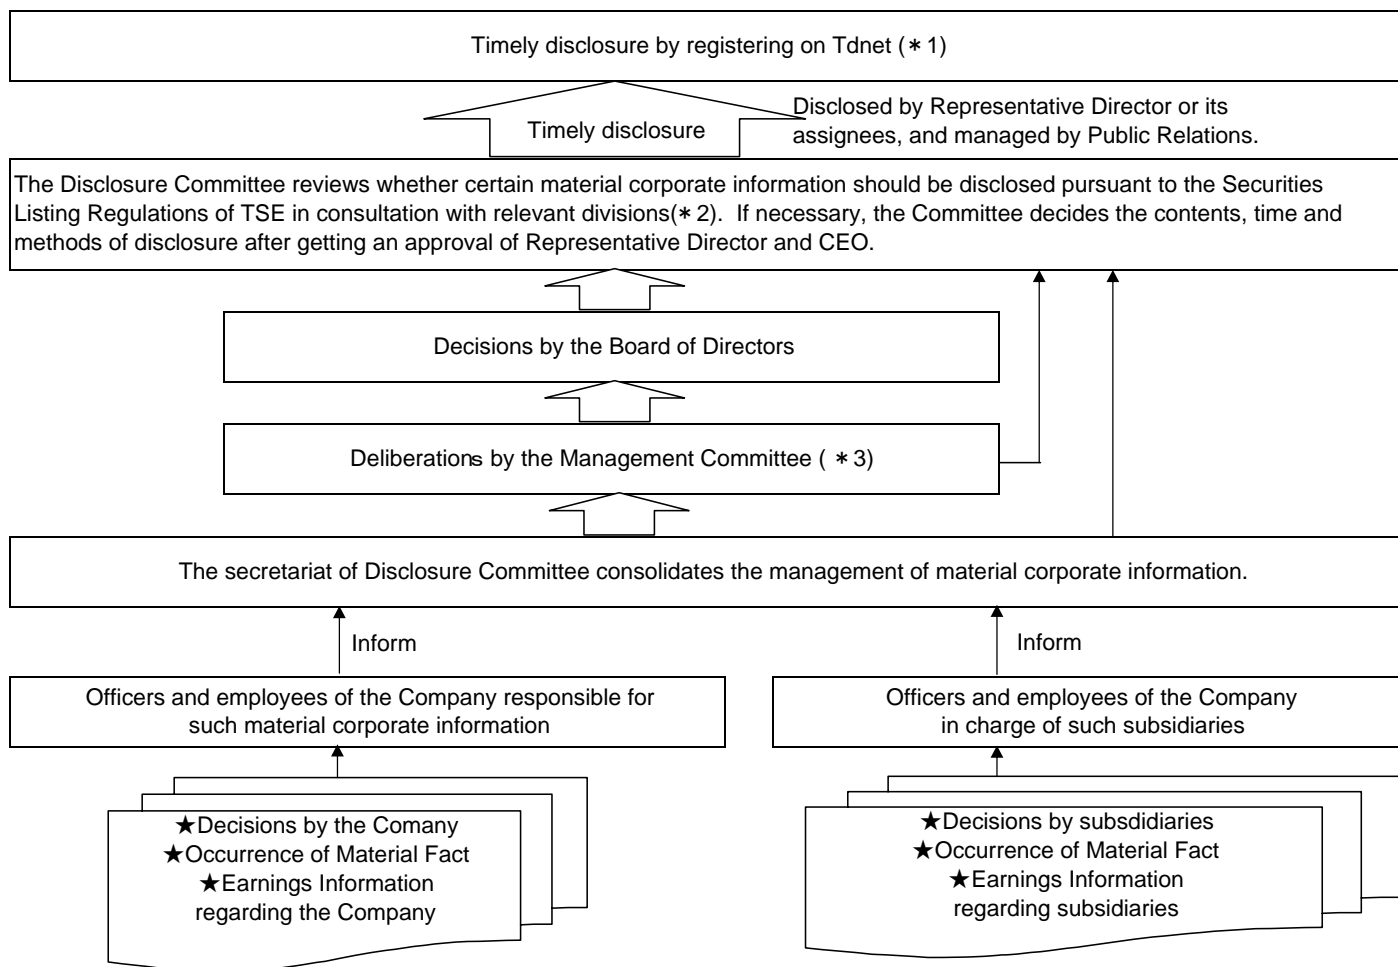 Timely disclosure by registering on Tdnet (＊1)
Timely disclosure
Disclosed by Representative Director or its
assignees, and managed by Public Relations.
The Disclosure Committee reviews whether certain material corporate information should be disclosed pursuant to the Securities
Listing Regulations of TSE in consultation with relevant divisions(＊2).  If necessary, the Committee decides the contents, time and
methods of disclosure after getting an approval of Representative Director and CEO.
Decisions by the Board of Directors
Deliberations by the Management Committee ( ＊3)
The secretariat of Disclosure Committee consolidates the management of material corporate information.
Inform
Inform
Officers and employees of the Company responsible for
such material corporate information
Officers and employees of the Company
in charge of such subsidiaries
★Decisions by the Comany
★Occurrence of Material Fact
★Earnings Information
regarding the Company
★Decisions by subsdidiaries
★Occurrence of Material Fact
★Earnings Information
regarding subsidiaries